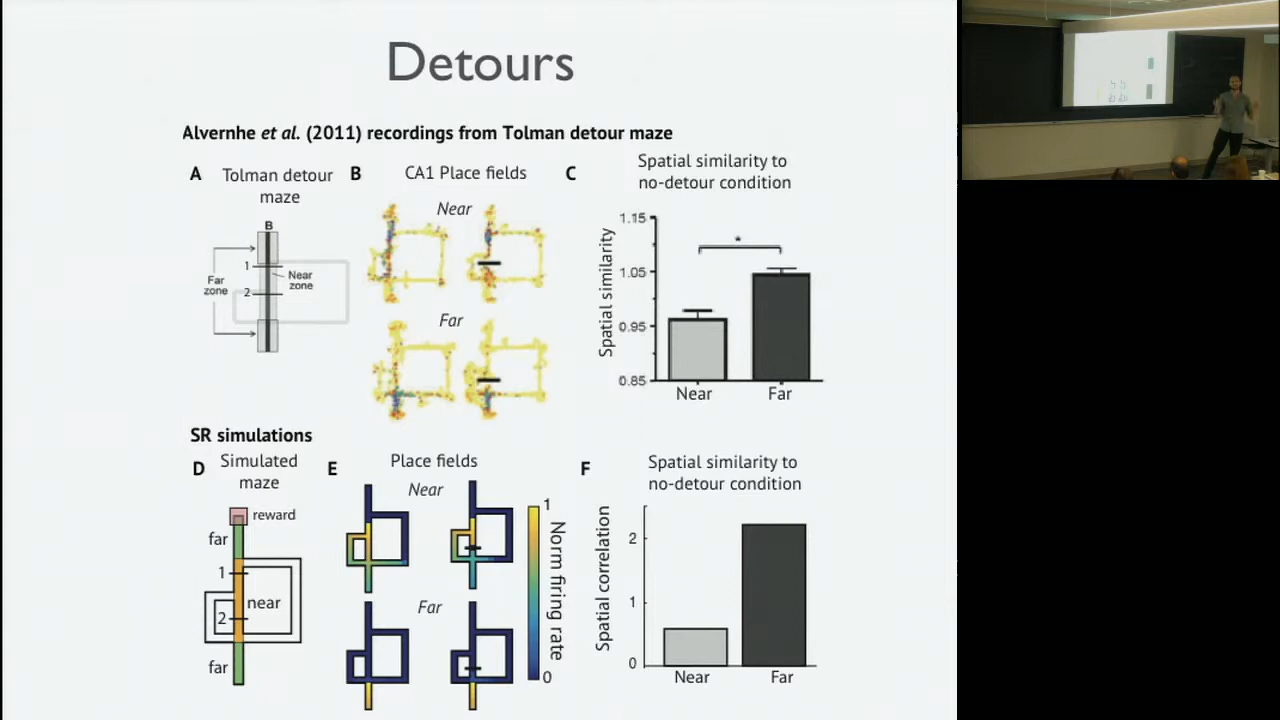 Detours
Alvernhe et al. (2011) recordings from Tolman detour maze
A
Tolman detour
maze
B
1
2
Far
zone
Near
zone
B
CA1 Place fields
Near
Far
C
Spatial similarity to
no-detour condition
Spatial similarity
1.15
1.05
0.95
0.85
*
Near
Far
SR simulations
D
Simulated
maze
reward
far
1
near
2
far
E
Place fields
Near
Far
1
0
Norm firing rate
F
Spatial similarity to
no-detour condition
Spatial correlation
2
1
0
Near
Far